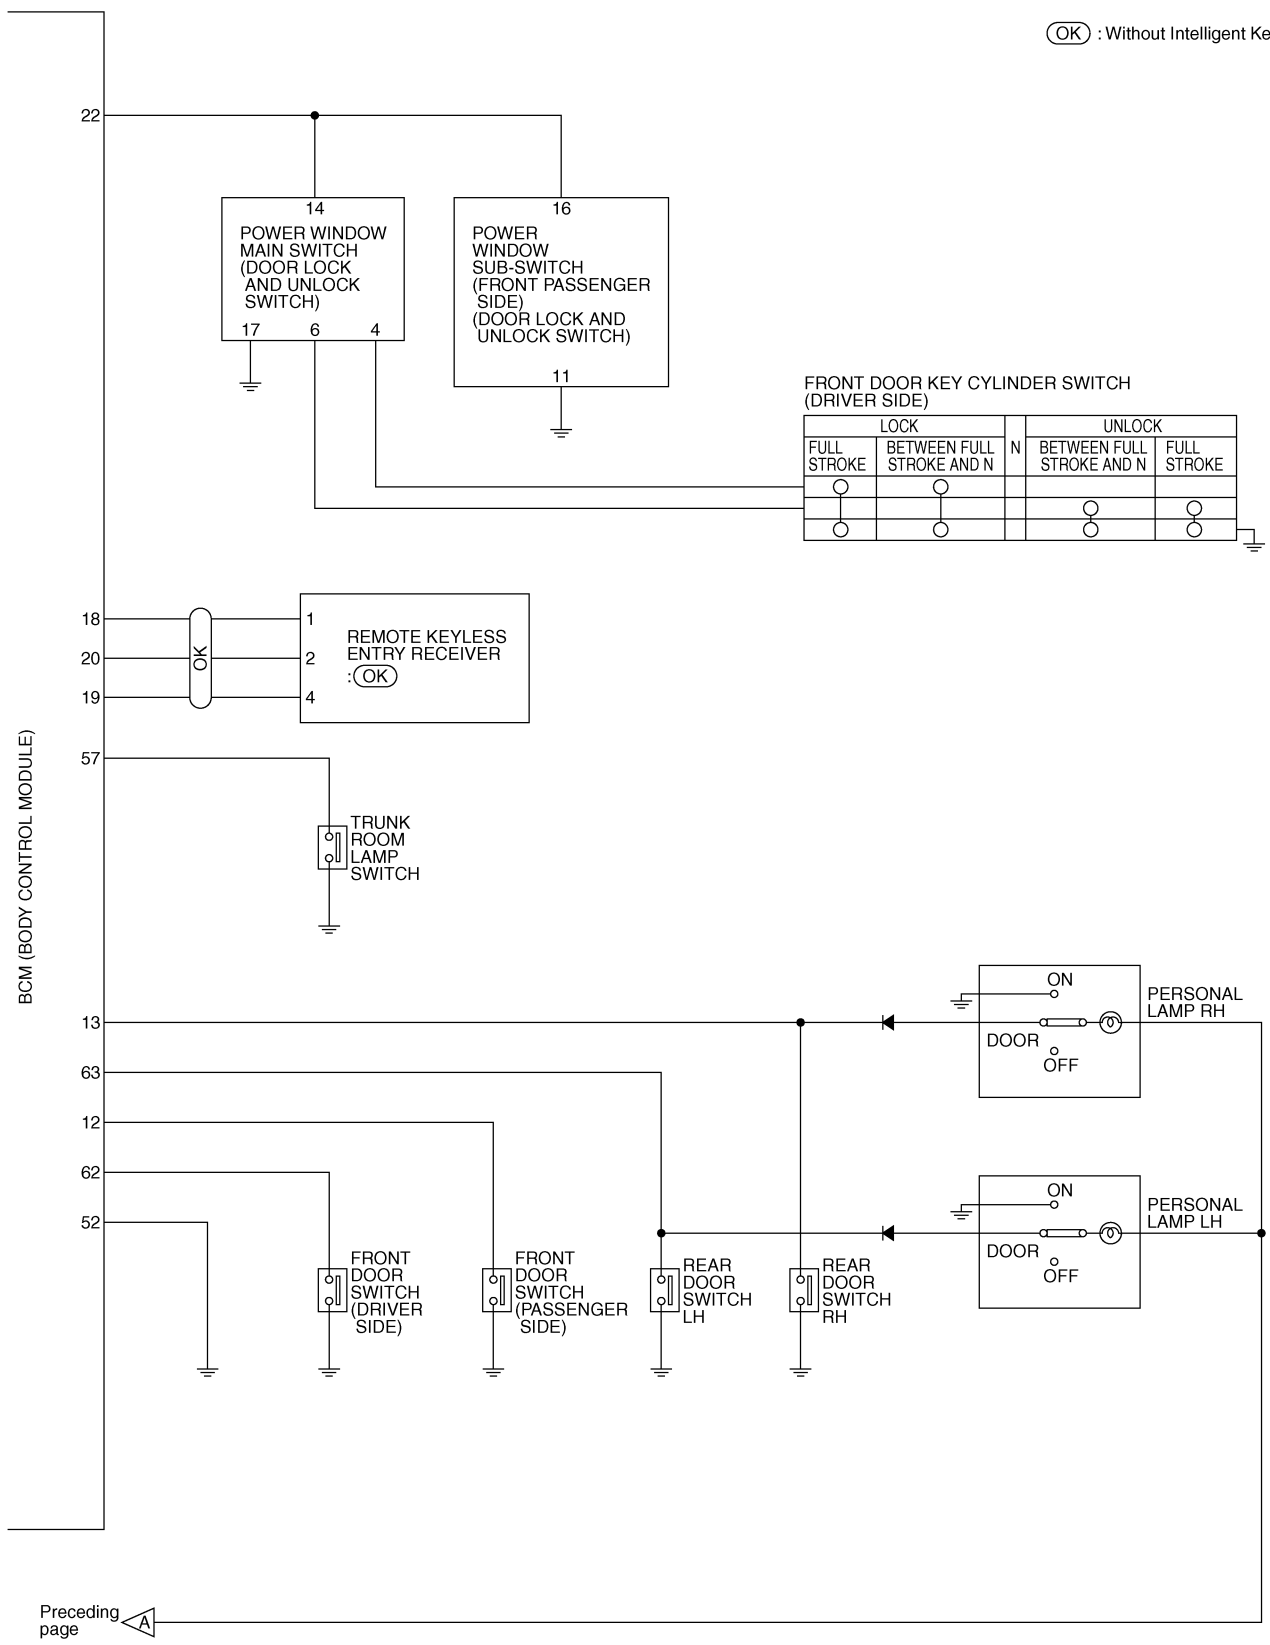 OK : Without Intelligent Ke
22
14
POWER WINDOW
MAIN SWITCH
(DOOR LOCK
AND UNLOCK
SWITCH)
17 6 4
16
POWER
WINDOW
SUB-SWITCH
(FRONT PASSENGER
SIDE)
(DOOR LOCK AND
UNLOCK SWITCH)
11
FRONT DOOR KEY CYLINDER SWITCH
(DRIVER SIDE)
LOCK N UNLOCK
FULL
STROKE
BETWEEN FULL
STROKE AND N
BETWEEN FULL
STROKE AND N
FULL
STROKE
18
20
19
OK
1
2
4
REMOTE KEYLESS
ENTRY RECEIVER
: OK
BCM (BODY CONTROL MODULE)
57
TRUNK
ROOM
LAMP
SWITCH
13
63
12
62
52
ON
DOOR
OFF
PERSONAL
LAMP RH
ON
DOOR
OFF
PERSONAL
LAMP LH
FRONT
DOOR
SWITCH
(DRIVER
SIDE)
FRONT
DOOR
SWITCH
(PASSENGER
SIDE)
REAR
DOOR
SWITCH
LH
REAR
DOOR
SWITCH
RH
Preceding
page
A